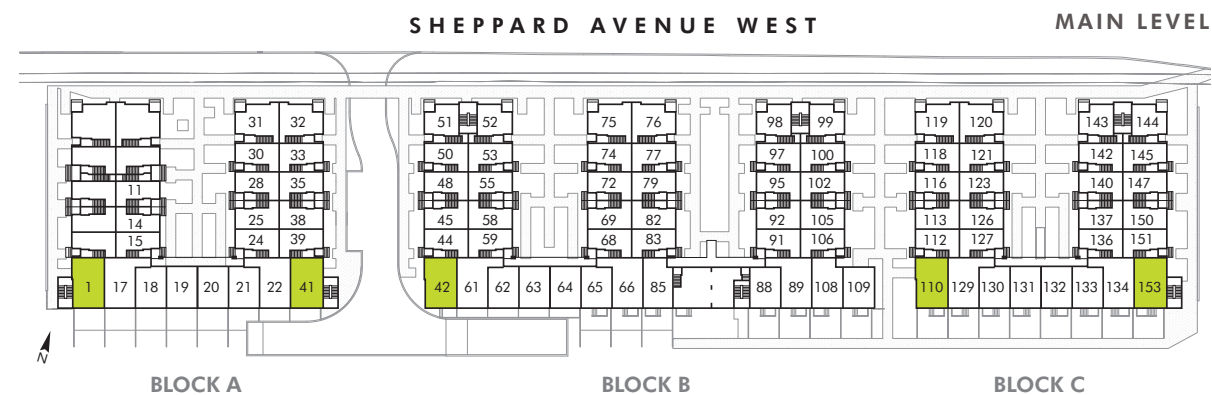 SHEPPARD AVENUE WEST
MAIN LEVEL
31 32 51 52 75 76 98 99 119 120 143 144
30 33 50 53 74 77 97 100 118 121 142 145
11 28 35 48 55 72 79 95 102 116 123 140 147
14 25 38 45 58 69 82 92 105 113 126 137 150
15 24 39 44 59 68 83 91 106 112 127 136 151
1 17 18 19 20 21 22 41 42 61 62 63 64 65 66 85 88 89 108 109 110 129 130 131 132 133 134 153
N
BLOCK A
BLOCK B
BLOCK C